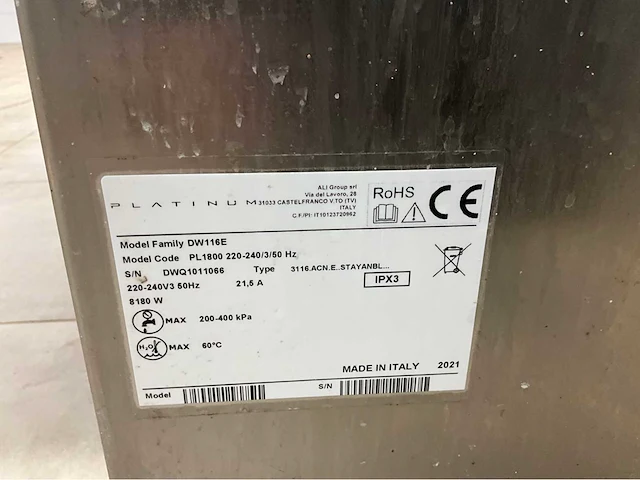 PLATINUM
ALI Group srl
Via del Lavoro, 28
31033 CASTELFRANCO V.TO (TV)
ITALY
C.F/PI: IT10123720962
RoHS
CE
Model Family DW116E
Model Code PL1800 220-240/3/50 Hz
S/N DWQ1011066 Type 3116.ACN.E..STAYANBL...
220-240V3 50Hz 21,5 A IPX3
8180 W
MAX 200-400 kPa
H₂O MAX 60°C
MADE IN ITALY 2021
Model S/N